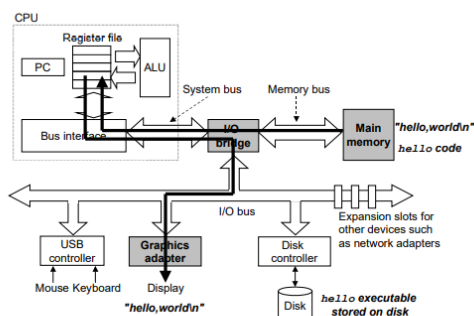 CPU
Register file
PC
ALU
System bus
Memory bus
Bus interface
I/O
bridge
Main
memory
"hello,world\n"
hello code
I/O bus
Expansion slots for
other devices such
as network adapters
USB
controller
Graphics
adapter
Disk
controller
Mouse Keyboard
Display
"hello,world\n"
Disk
hello executable
stored on disk